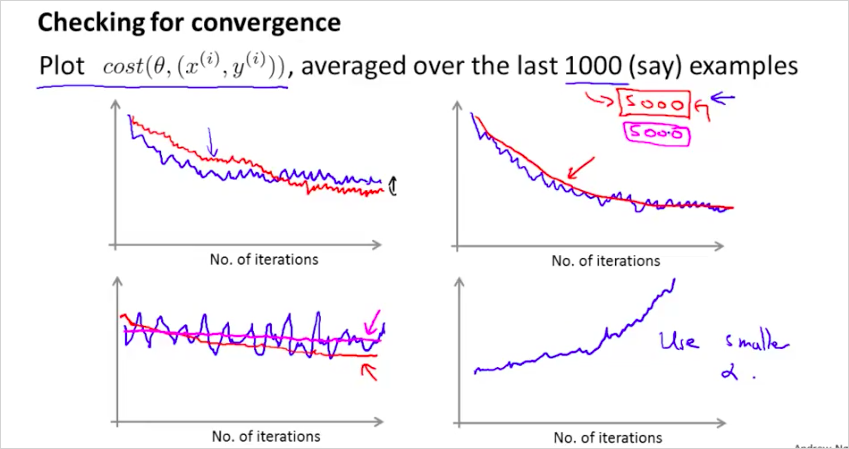 Checking for convergence
Plot cost(θ, (x⁽ⁱ⁾, y⁽ⁱ⁾)), averaged over the last 1000 (say) examples
5000
5000
No. of iterations
No. of iterations
Use smaller
α.
No. of iterations
No. of iterations